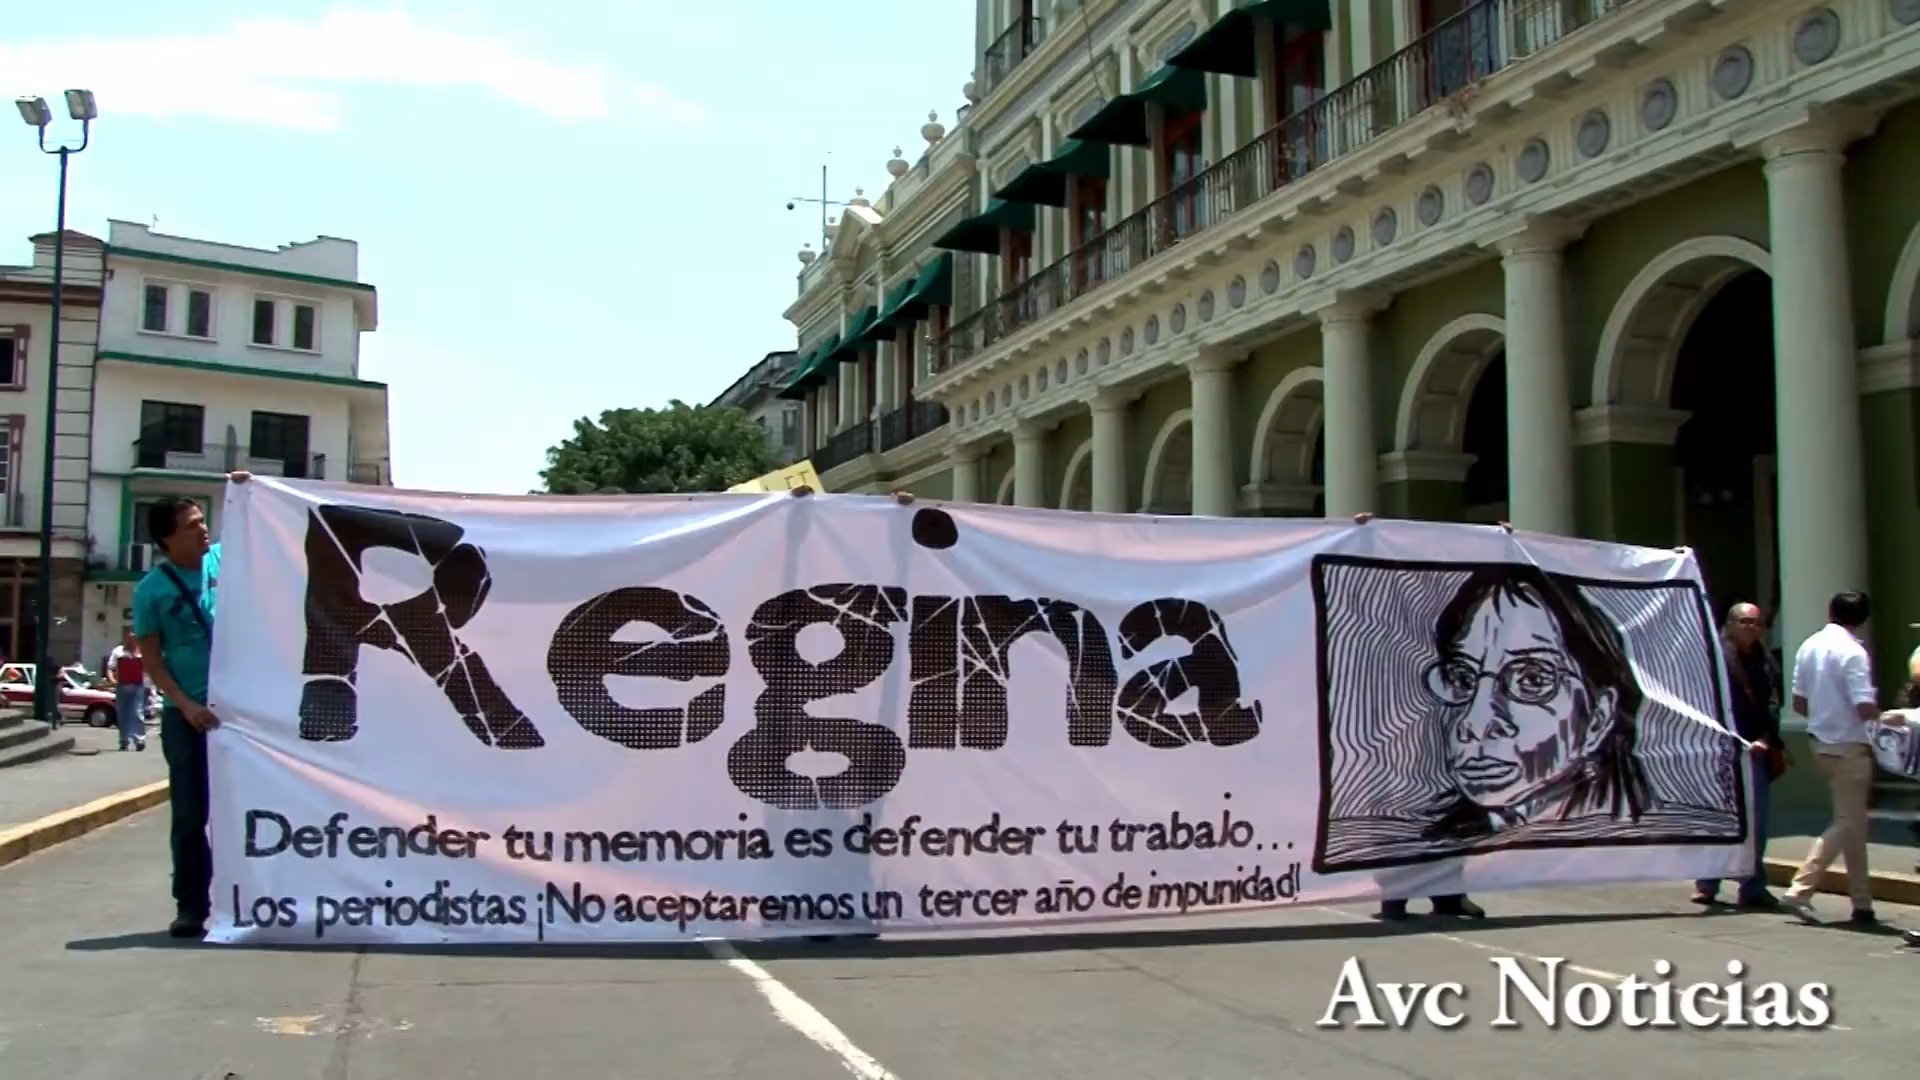 Regina
Defender tu memoria es defender tu trabajo...
Los periodistas ¡No aceptaremos un tercer año de impunidad!
Avc Noticias